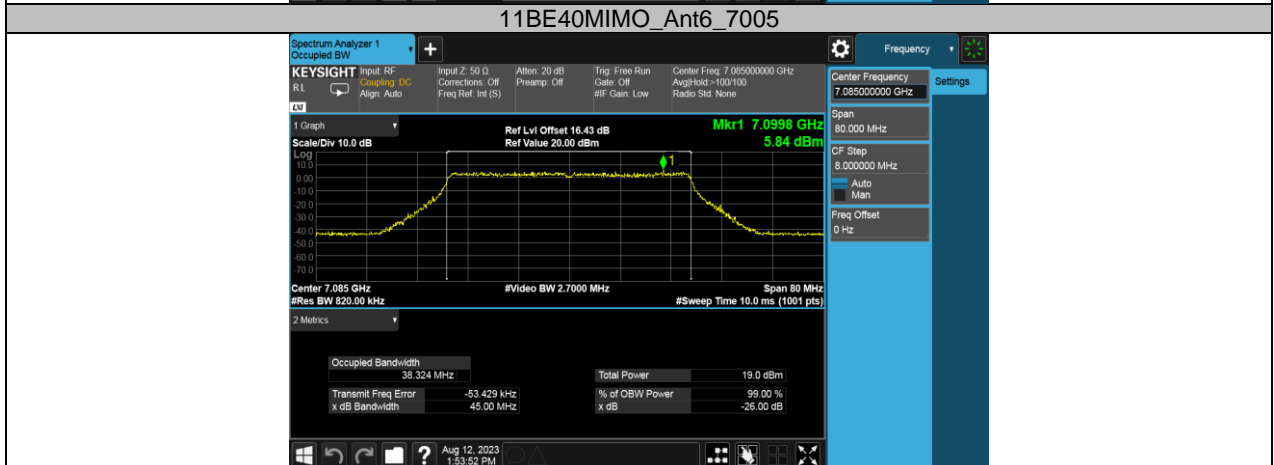 11BE40MIMO_Ant6_7005
Spectrum Analyzer 1
Occupied BW
+
Frequency
KEYSIGHT Input: RF Input Z: 50 Ω Atten: 20 dB Trig: Free Run Center Freq: 7.085000000 GHz
R L Coupling: DC Corrections: Off Preamp: Off Gate: Off Avg|Hold:>100/100
Align: Auto Freq Ref: Int (S) #IF Gain: Low Radio Std: None
LXI
Center Frequency
7.085000000 GHz
Settings
Span
80.000 MHz
CF Step
8.000000 MHz
Auto
Man
Freq Offset
0 Hz
1 Graph
Ref Lvl Offset 16.43 dB
Mkr1 7.0998 GHz
Scale/Div 10.0 dB
Ref Value 20.00 dBm
5.84 dBm
Log
10.0
0.00
-10.0
-20.0
-30.0
-40.0
-50.0
-60.0
-70.0
1
Center 7.085 GHz #Video BW 2.7000 MHz Span 80 MHz
#Res BW 820.00 kHz #Sweep Time 10.0 ms (1001 pts)
2 Metrics
Occupied Bandwidth
38.324 MHz
Total Power 19.0 dBm
Transmit Freq Error -53.429 kHz % of OBW Power 99.00 %
x dB Bandwidth 45.00 MHz x dB -26.00 dB
? Aug 12, 2023
1:53:52 PM